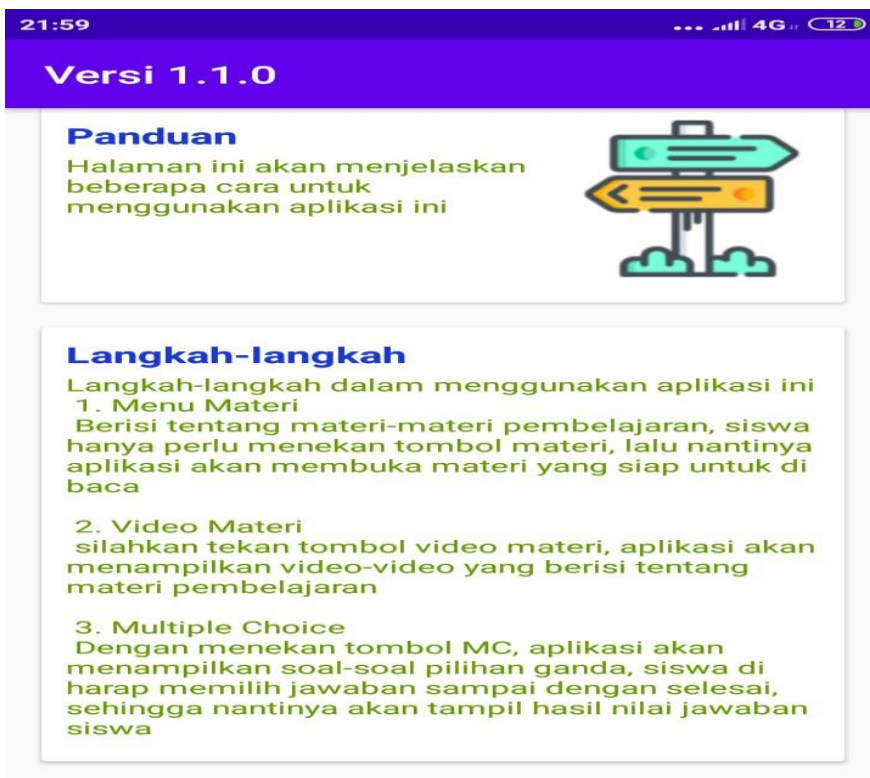 21:59
4G 12
Versi 1.1.0
Panduan
Halaman ini akan menjelaskan
beberapa cara untuk
menggunakan aplikasi ini
Langkah-langkah
Langkah-langkah dalam menggunakan aplikasi ini
1. Menu Materi
Berisi tentang materi-materi pembelajaran, siswa
hanya perlu menekan tombol materi, lalu nantinya
aplikasi akan membuka materi yang siap untuk di
baca
2. Video Materi
silahkan tekan tombol video materi, aplikasi akan
menampilkan video-video yang berisi tentang
materi pembelajaran
3. Multiple Choice
Dengan menekan tombol MC, aplikasi akan
menampilkan soal-soal pilihan ganda, siswa di
harap memilih jawaban sampai dengan selesai,
sehingga nantinya akan tampil hasil nilai jawaban
siswa